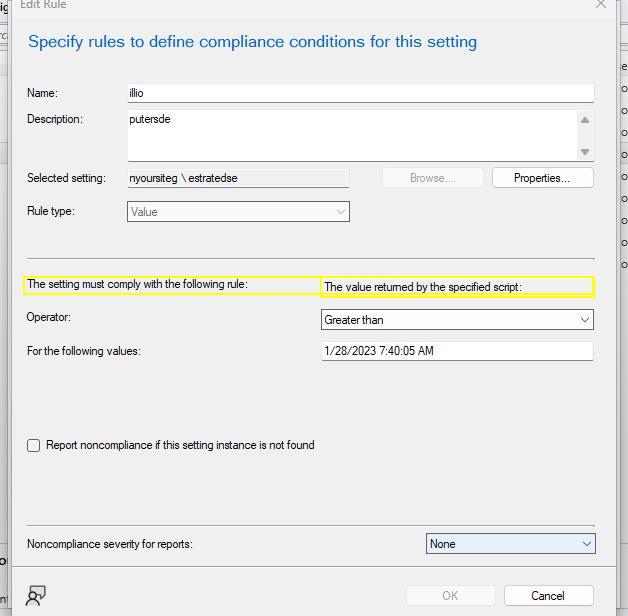 Edit Rule
Specify rules to define compliance conditions for this setting
Name:
illio
Description:
putersde
Selected setting:
nyoursiteg \ estratedse
Browse...
Properties...
Rule type:
Value
The setting must comply with the following rule:
The value returned by the specified script:
Operator:
Greater than
For the following values:
1/28/2023 7:40:05 AM
Report noncompliance if this setting instance is not found
Noncompliance severity for reports:
None
OK
Cancel